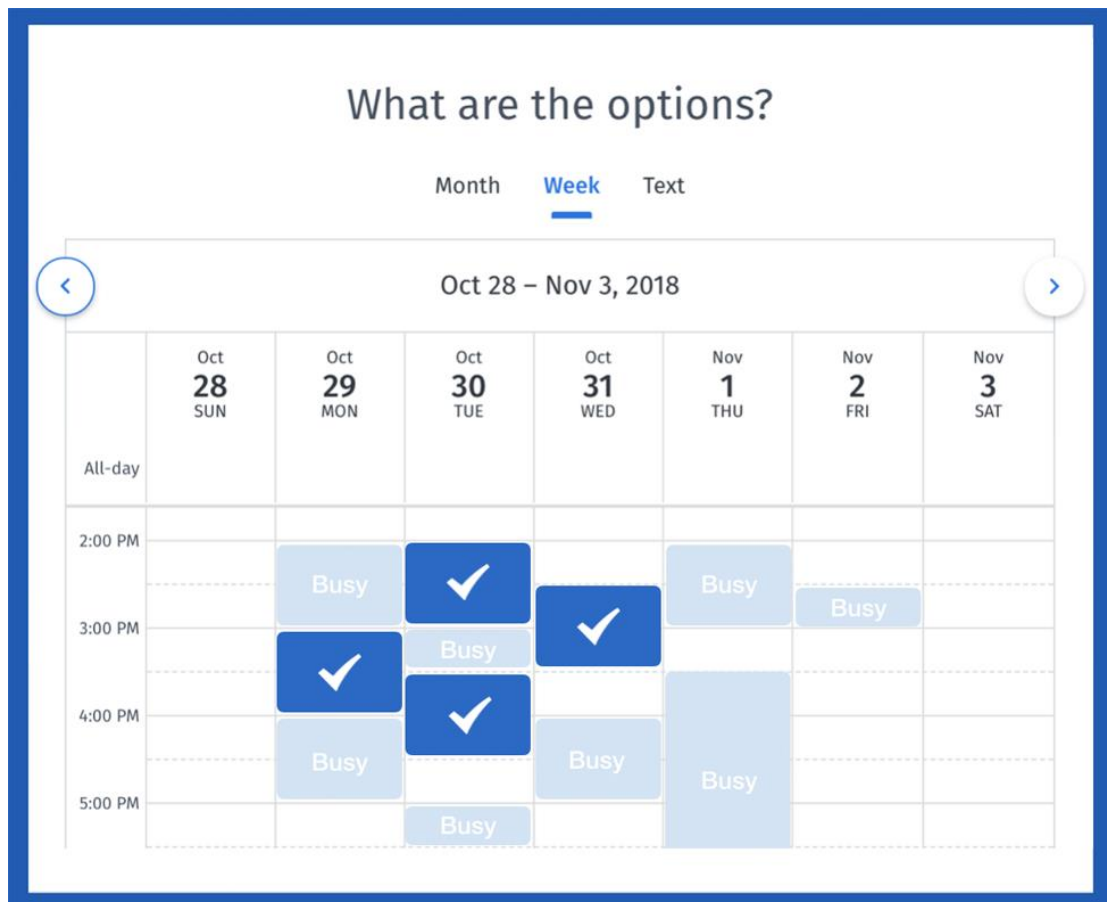 What are the options?
Month Week Text
Oct 28 – Nov 3, 2018
Oct Oct Oct Oct Nov Nov Nov
28 29 30 31 1 2 3
SUN MON TUE WED THU FRI SAT
All-day
2:00 PM
Busy Busy
Busy
3:00 PM
Busy
4:00 PM
Busy Busy
Busy
5:00 PM
Busy